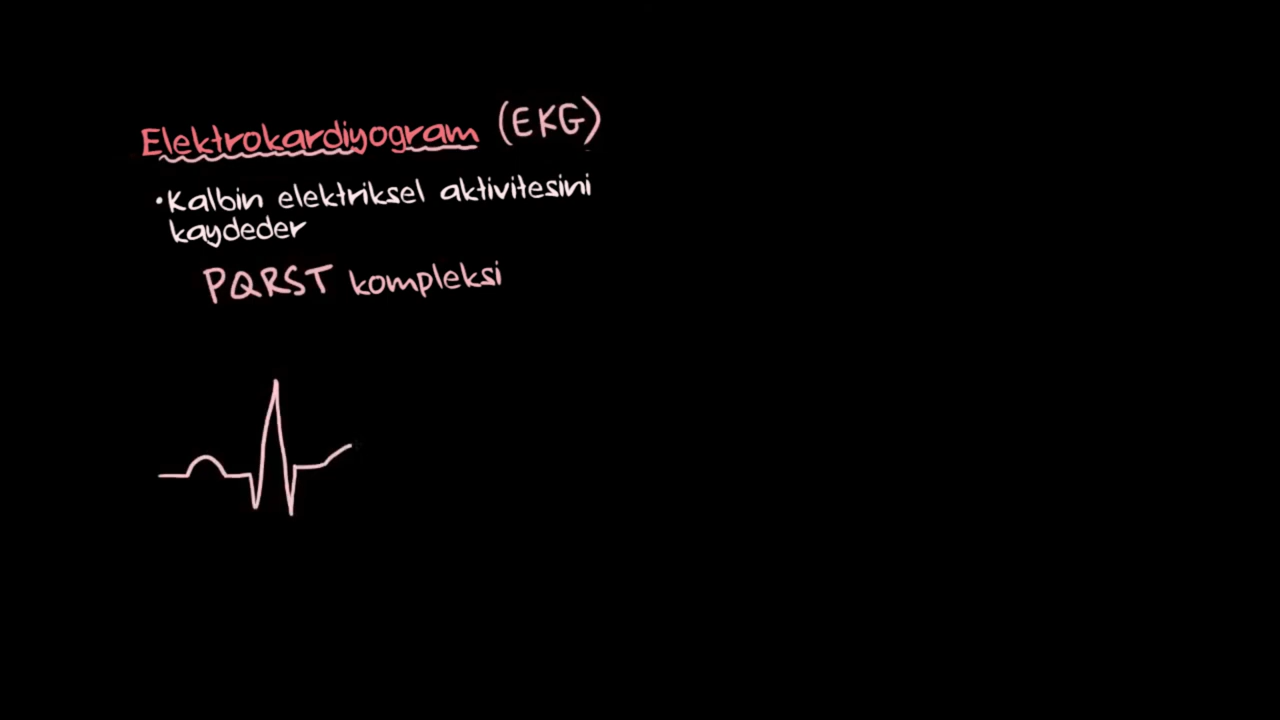 Elektrokardiyogram (EKG)
•Kalbin elektriksel aktivitesini
kaydeder
PQRST kompleksi